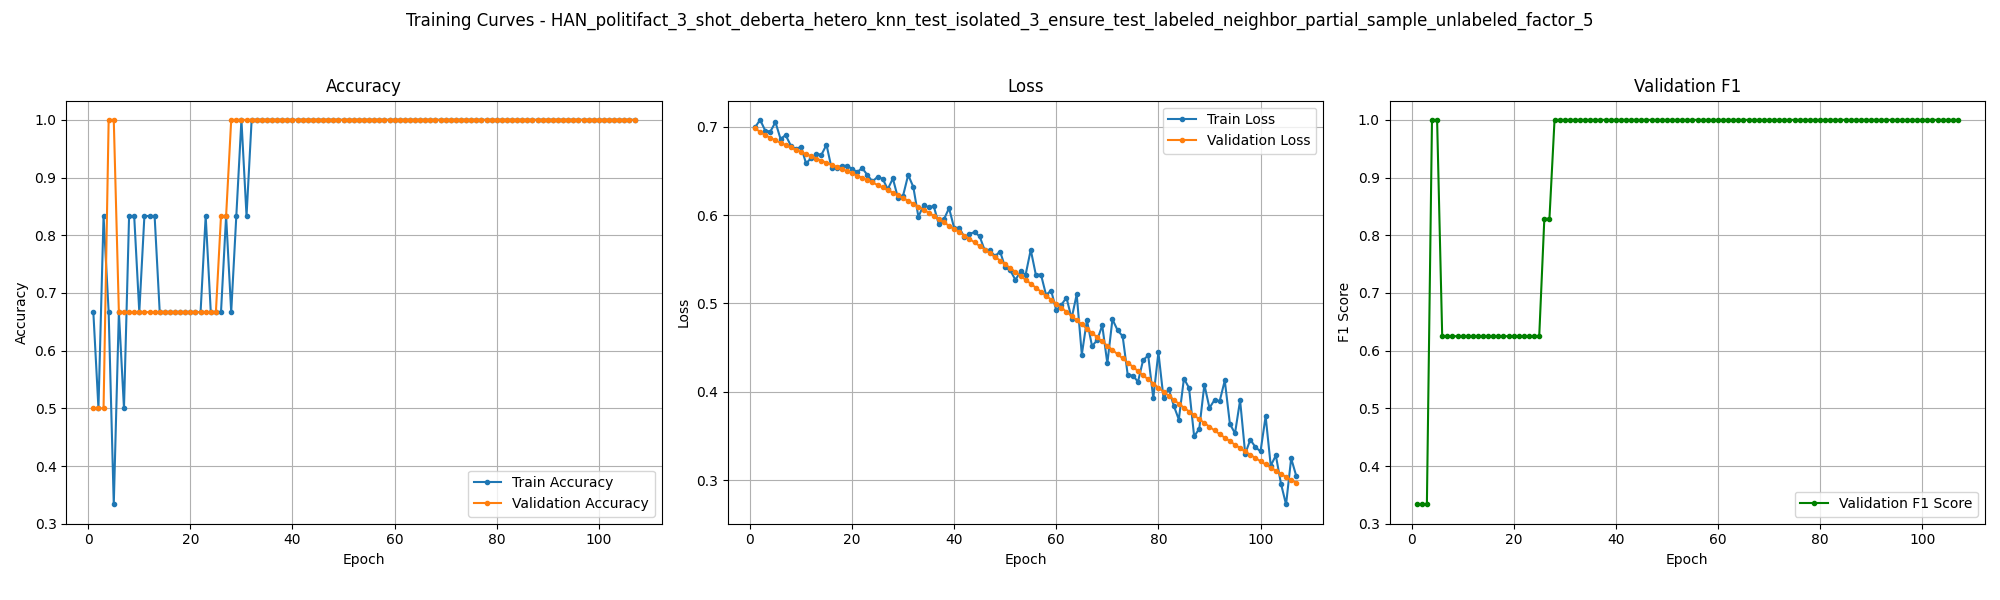 Training Curves - HAN_politifact_3_shot_deberta_hetero_knn_test_isolated_3_ensure_test_labeled_neighbor_partial_sample_unlabeled_factor_5
Accuracy
1.0
0.9
0.8
0.7
0.6
0.5
0.4
0.3
Accuracy
0 20 40 60 80 100
Epoch
Train Accuracy
Validation Accuracy
Loss
0.7
0.6
0.5
0.4
0.3
Loss
0 20 40 60 80 100
Epoch
Train Loss
Validation Loss
Validation F1
1.0
0.9
0.8
0.7
0.6
0.5
0.4
0.3
F1 Score
0 20 40 60 80 100
Epoch
Validation F1 Score